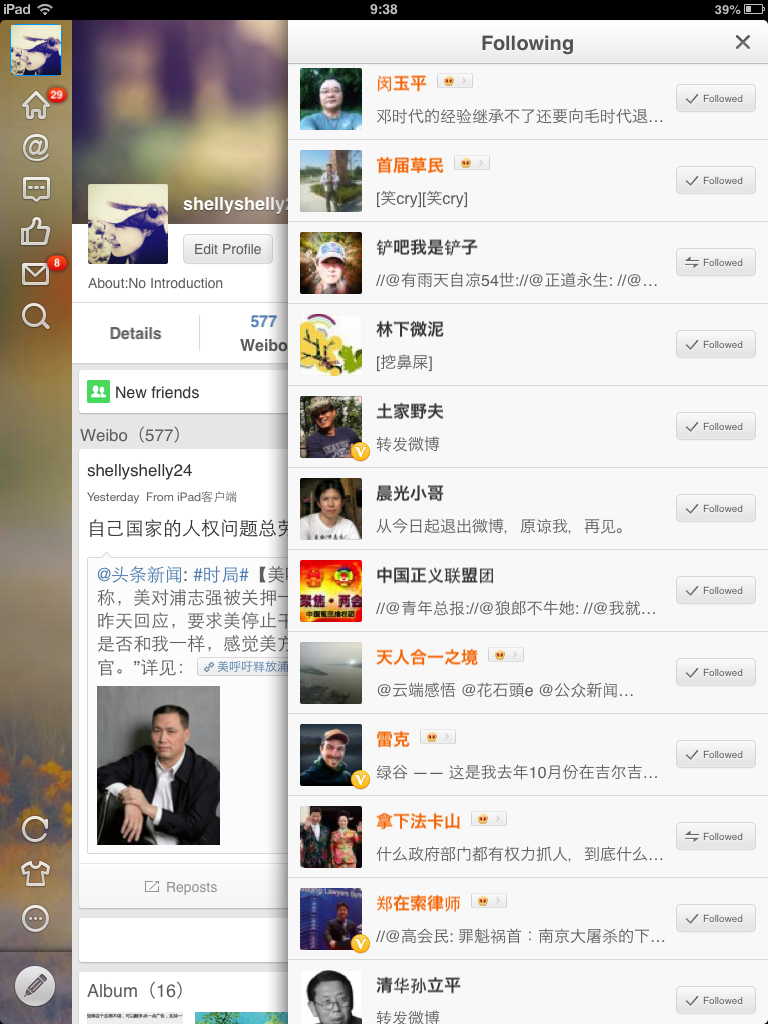 iPad
9:38
39%
29
8
shellyshelly2
Edit Profile
About:No Introduction
Details
577
Weibo
New friends
Weibo（577）
shellyshelly24
Yesterday From iPad客户端
自己国家的人权问题总
@头条新闻: #时局#【美
称，美对浦志强被关押一
昨天回应，要求美停止干
是否和我一样，感觉美方
官。”详见：
美呼吁释放浦
Reposts
Album（16）
Following
闵玉平
邓时代的经验继承不了还要向毛时代退…
Followed
首届草民
[笑cry][笑cry]
Followed
铲吧我是铲子
//@有雨天自凉54世://@正道永生: //@…
Followed
林下微泥
[挖鼻屎]
Followed
土家野夫
转发微博
Followed
晨光小哥
从今日起退出微博，原谅我，再见。
Followed
中国正义联盟团
//@青年总报://@狼郎不牛她: //@我就…
Followed
聚焦·两会
天人合一之境
@云端感悟 @花石頭e @公众新闻…
Followed
雷克
绿谷 —— 这是我去年10月份在吉尔吉…
Followed
拿下法卡山
什么政府部门都有权力抓人，到底什么…
Followed
郑在索律师
//@高会民: 罪魁祸首：南京大屠杀的下…
Followed
清华孙立平
转发微博
Followed